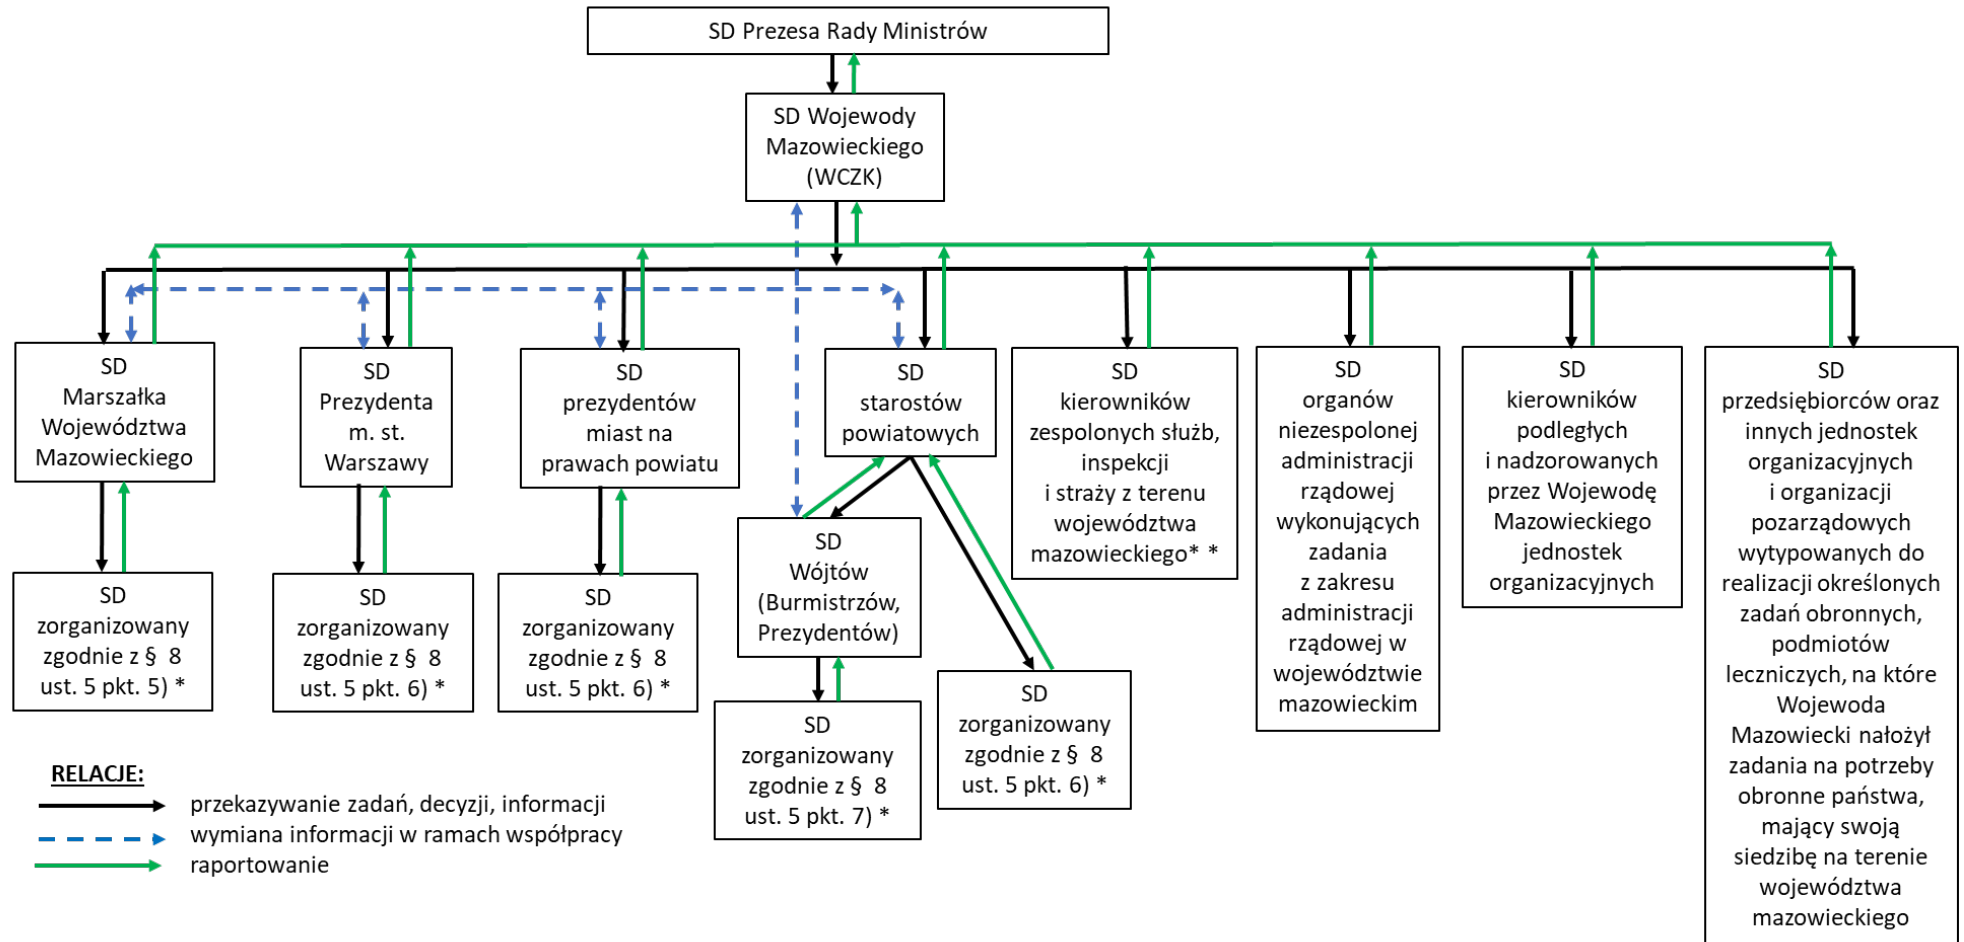 SD Prezesa Rady Ministrów
SD Wojewody
Mazowieckiego
(WCZK)
SD
Marszałka
Województwa
Mazowieckiego
SD
Prezydenta
m. st.
Warszawy
SD
prezydentów
miast na
prawach powiatu
SD
starostów
powiatowych
SD
kierowników
zespolonych służb,
inspekcji
i straży z terenu
województwa
mazowieckiego* *
SD
organów
niezespolonej
administracji
rządowej
wykonujących
zadania
z zakresu
administracji
rządowej w
województwie
mazowieckim
SD
kierowników
podległych
i nadzorowanych
przez Wojewodę
Mazowieckiego
jednostek
organizacyjnych
SD
przedsiębiorców oraz
innych jednostek
organizacyjnych
i organizacji
pozarządowych
wytypowanych do
realizacji określonych
zadań obronnych,
podmiotów
leczniczych, na które
Wojewoda
Mazowiecki nałożył
zadania na potrzeby
obronne państwa,
mający swoją
siedzibę na terenie
województwa
mazowieckiego
SD
zorganizowany
zgodnie z § 8
ust. 5 pkt. 5) *
SD
zorganizowany
zgodnie z § 8
ust. 5 pkt. 6) *
SD
zorganizowany
zgodnie z § 8
ust. 5 pkt. 6) *
SD
Wójtów
(Burmistrzów,
Prezydentów)
SD
zorganizowany
zgodnie z § 8
ust. 5 pkt. 7) *
SD
zorganizowany
zgodnie z § 8
ust. 5 pkt. 6) *
RELACJE:
przekazywanie zadań, decyzji, informacji
wymiana informacji w ramach współpracy
raportowanie